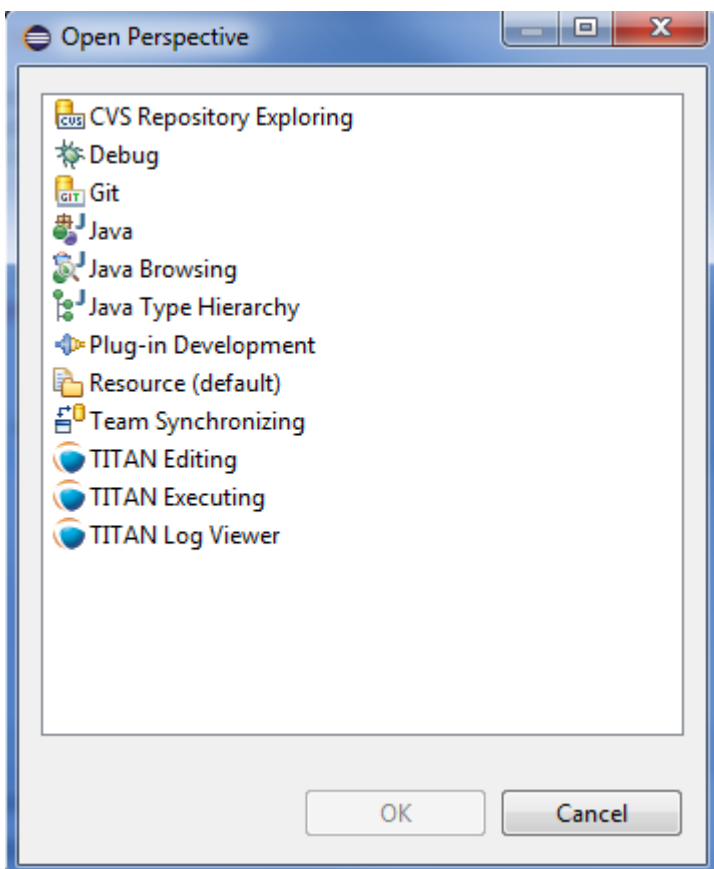 Open Perspective
CVS Repository Exploring
Debug
GIT Git
Java
Java Browsing
Java Type Hierarchy
Plug-in Development
Resource (default)
Team Synchronizing
TITAN Editing
TITAN Executing
TITAN Log Viewer
OK Cancel